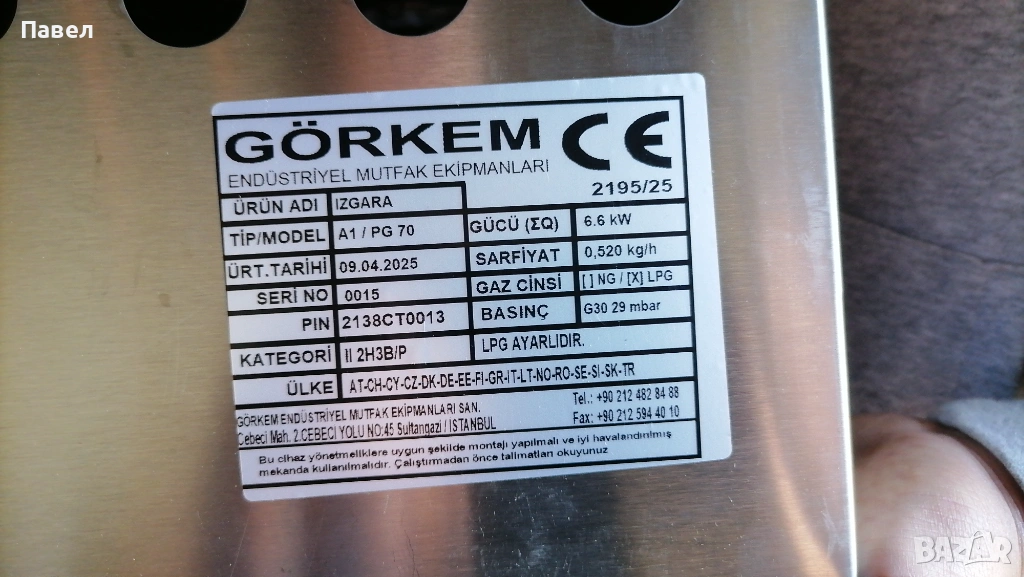 Павел
GÖRKEM CE
ENDÜSTRİYEL MUTFAK EKİPMANLARI
2195/25
ÜRÜN ADI IZGARA
TİP/MODEL A1 / PG 70 GÜCÜ (ΣQ) 6.6 kW
ÜRT.TARİHİ 09.04.2025 SARFİYAT 0,520 kg/h
SERİ NO 0015 GAZ CİNSİ [ ] NG / [X] LPG
PIN 2138CT0013 BASINÇ G30 29 mbar
KATEGORİ II 2H3B/P LPG AYARLIDIR.
ÜLKE AT-CH-CY-CZ-DK-DE-EE-FI-GR-IT-LT-NO-RO-SE-SI-SK-TR
GÖRKEM ENDÜSTRİYEL MUTFAK EKİPMANLARI SAN. Tel.: +90 212 482 84 88
Cebeci Mah. 2.CEBECİ YOLU NO:45 Sultangazi / İSTANBUL Fax: +90 212 594 40 10
Bu cihaz yönetmeliklere uygun şekilde montajı yapılmalı ve iyi havalandırılmış
mekanda kullanılmalıdır. Çalıştırmadan önce talimatları okuyunuz
BAZAR